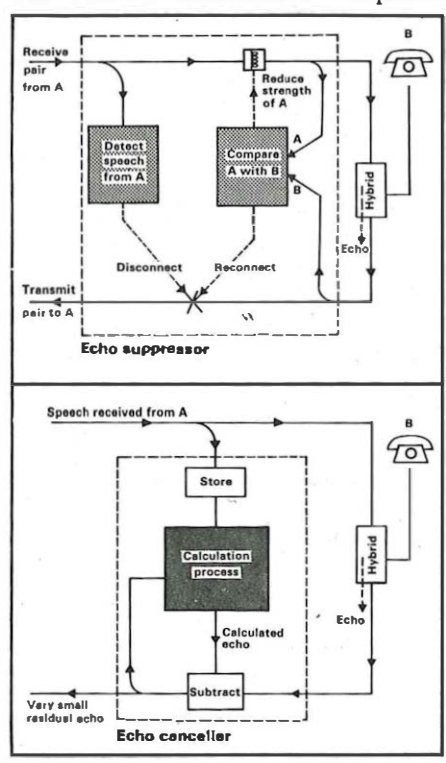 Receive
pair
from A
B
Reduce
strength
of A
Detect
speech
from A
A
Compare
A with B
B
Hybrid
Echo
Disconnect
Reconnect
Transmit
pair to A
Echo suppressor
Speech received from A
B
Store
Calculation
process
Hybrid
Echo
Calculated
echo
Subtract
Very small
residual echo
Echo canceller